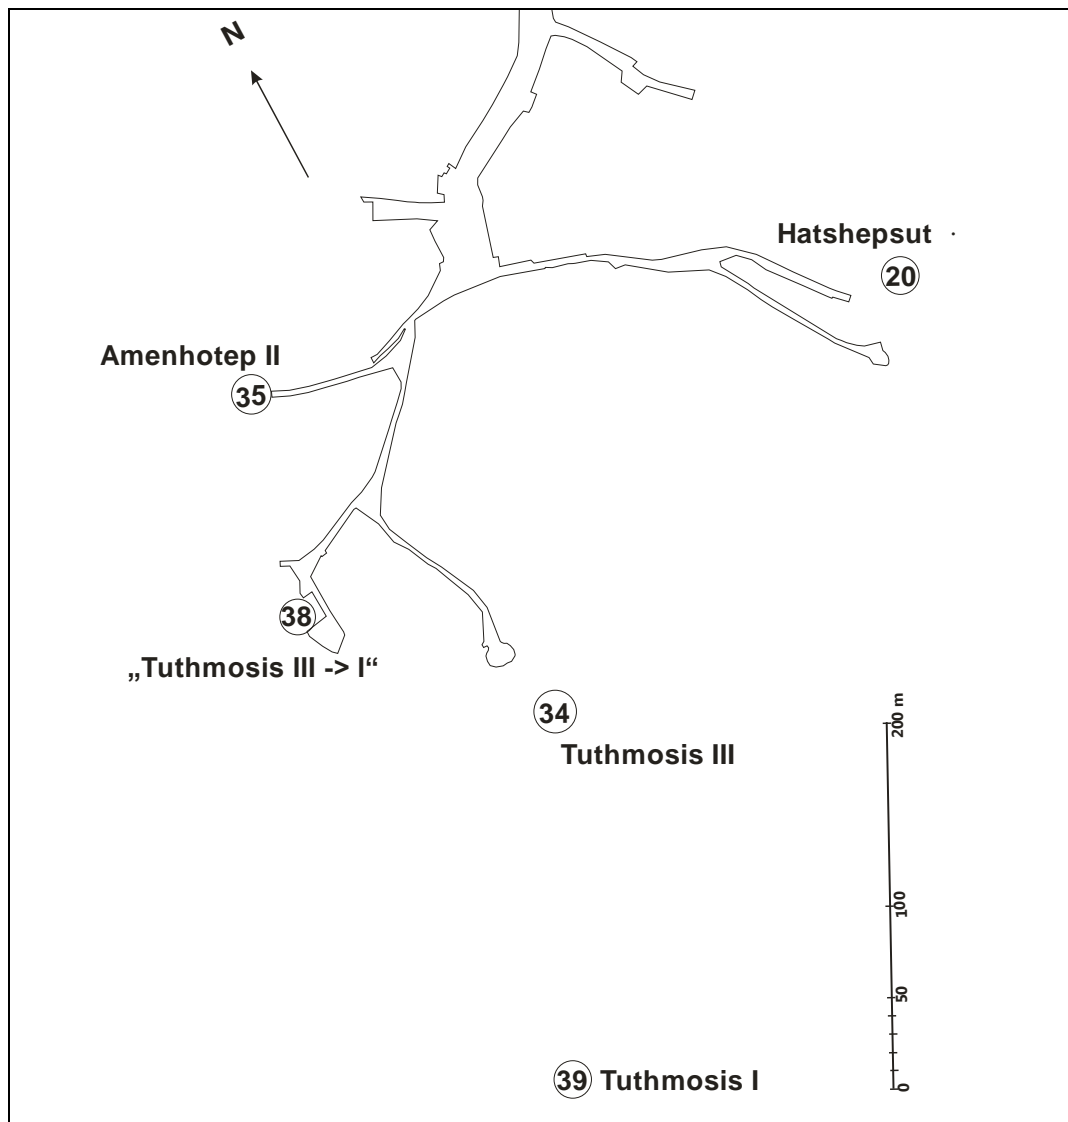 N
Hatshepsut
20
Amenhotep II
35
38
„Tuthmosis III -> I“
34
Tuthmosis III
200 m
100
50
0
39 Tuthmosis I